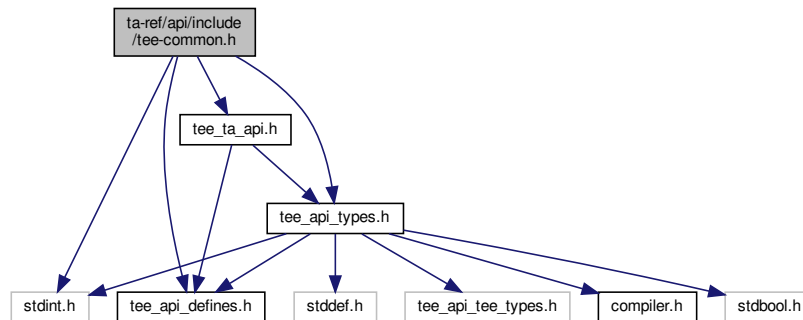 ta-ref/api/include
/tee-common.h
tee_ta_api.h
tee_api_types.h
stdint.h
tee_api_defines.h
stddef.h
tee_api_tee_types.h
compiler.h
stdbool.h